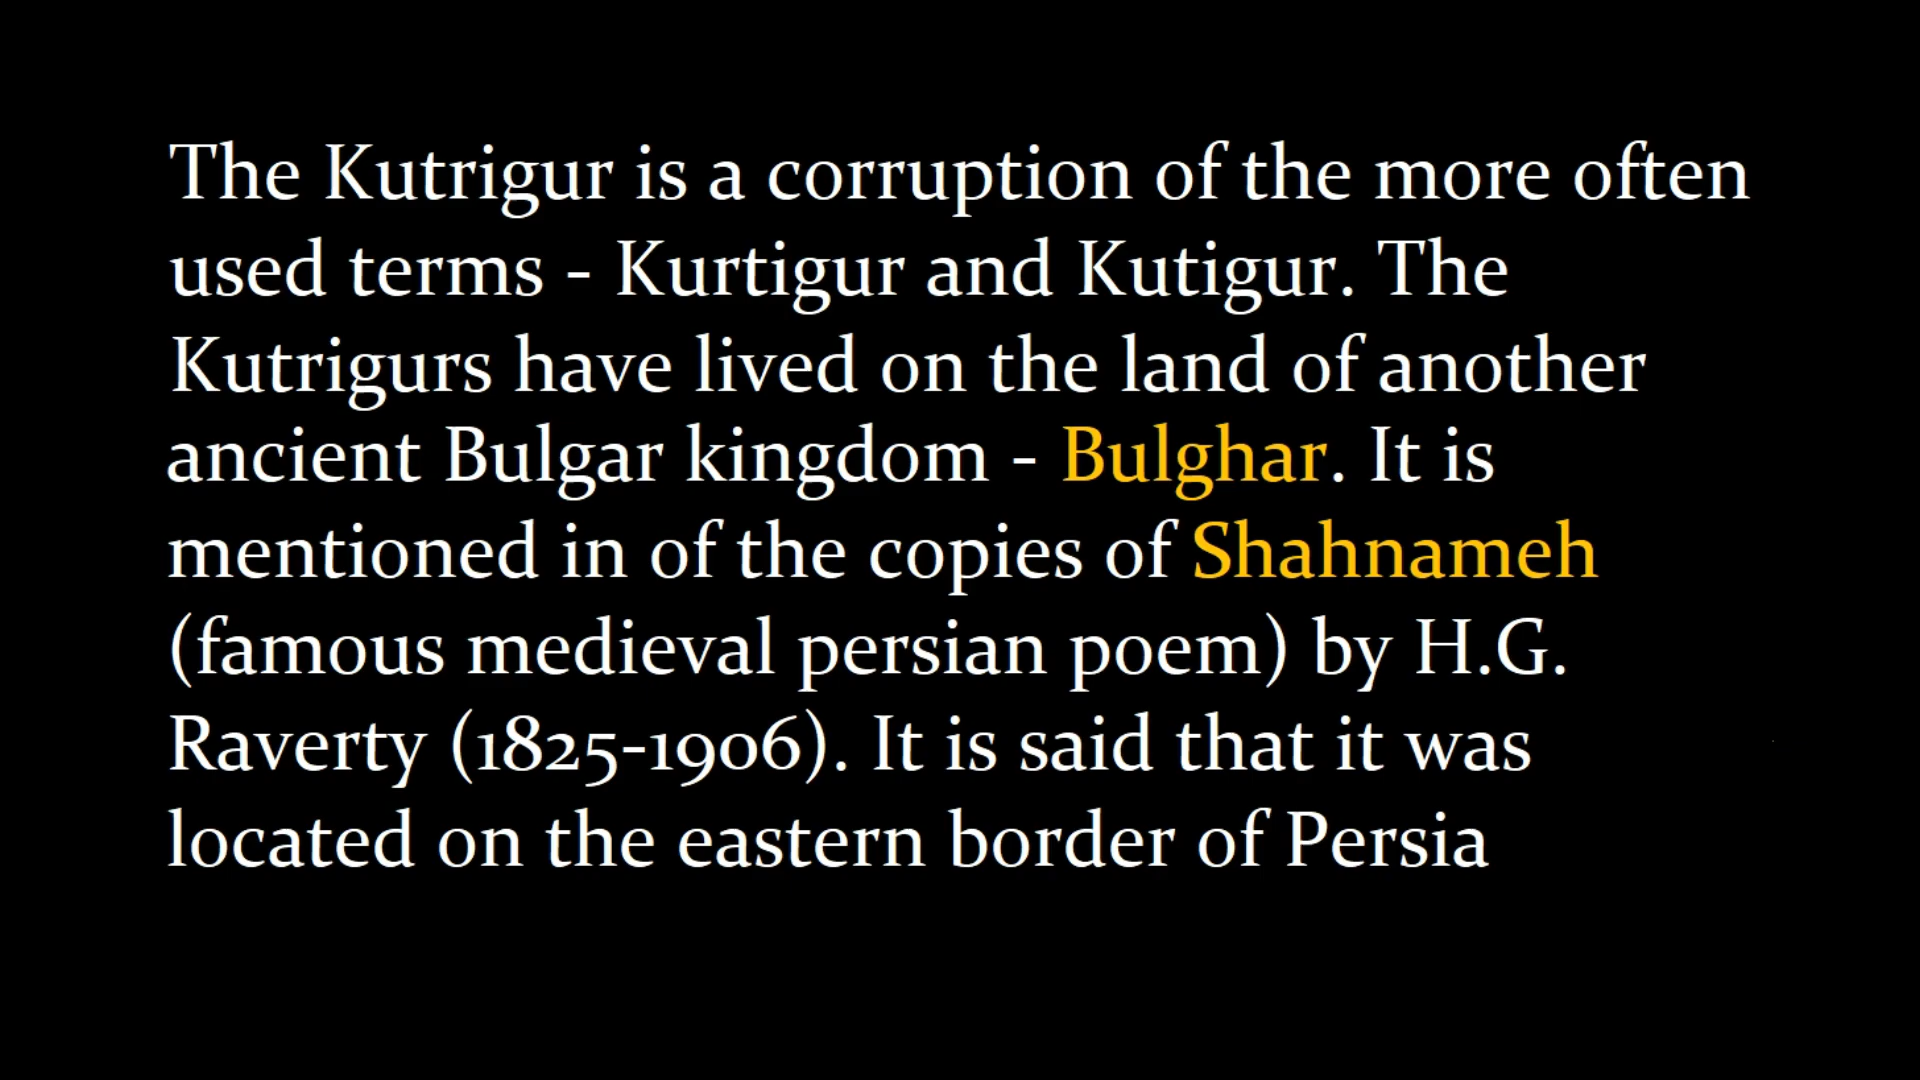 The Kutrigur is a corruption of the more often
used terms - Kurtigur and Kutigur. The
Kutrigurs have lived on the land of another
ancient Bulgar kingdom - Bulghar. It is
mentioned in of the copies of Shahnameh
(famous medieval persian poem) by H.G.
Raverty (1825-1906). It is said that it was
located on the eastern border of Persia